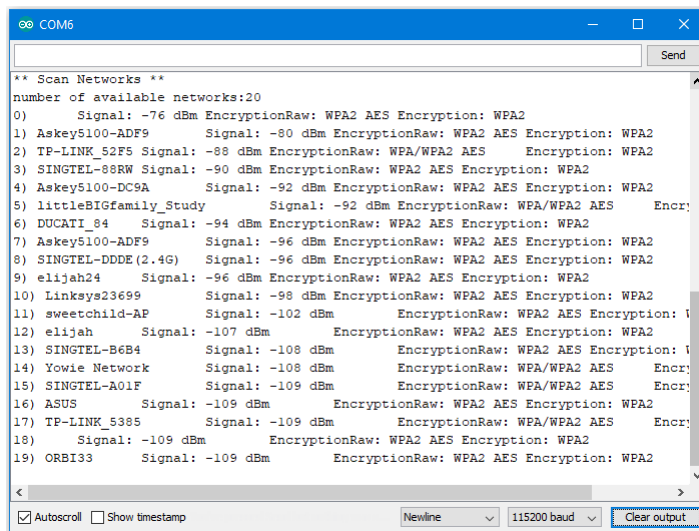 COM6
Send
** Scan Networks **
number of available networks:20
0) Signal: -76 dBm EncryptionRaw: WPA2 AES Encryption: WPA2
1) Askey5100-ADF9 Signal: -80 dBm EncryptionRaw: WPA2 AES Encryption: WPA2
2) TP-LINK_52F5 Signal: -88 dBm EncryptionRaw: WPA/WPA2 AES Encryption: WPA2
3) SINGTEL-88RW Signal: -90 dBm EncryptionRaw: WPA2 AES Encryption: WPA2
4) Askey5100-DC9A Signal: -92 dBm EncryptionRaw: WPA2 AES Encryption: WPA2
5) littleBIGfamily_Study Signal: -92 dBm EncryptionRaw: WPA/WPA2 AES Encry
6) DUCATI_84 Signal: -94 dBm EncryptionRaw: WPA2 AES Encryption: WPA2
7) Askey5100-ADF9 Signal: -96 dBm EncryptionRaw: WPA2 AES Encryption: WPA2
8) SINGTEL-DDDE(2.4G) Signal: -96 dBm EncryptionRaw: WPA2 AES Encryption: WPA2
9) elijah24 Signal: -96 dBm EncryptionRaw: WPA2 AES Encryption: WPA2
10) Linksys23699 Signal: -98 dBm EncryptionRaw: WPA2 AES Encryption: WPA2
11) sweetchild-AP Signal: -102 dBm EncryptionRaw: WPA2 AES Encryption:
12) elijah Signal: -107 dBm EncryptionRaw: WPA2 AES Encryption: WPA2
13) SINGTEL-B6B4 Signal: -108 dBm EncryptionRaw: WPA2 AES Encryption:
14) Yowie Network Signal: -108 dBm EncryptionRaw: WPA/WPA2 AES Encry
15) SINGTEL-A01F Signal: -109 dBm EncryptionRaw: WPA/WPA2 AES Encry
16) ASUS Signal: -109 dBm EncryptionRaw: WPA2 AES Encryption: WPA2
17) TP-LINK_5385 Signal: -109 dBm EncryptionRaw: WPA/WPA2 AES Encry
18) Signal: -109 dBm EncryptionRaw: WPA2 AES Encryption: WPA2
19) ORBI33 Signal: -109 dBm EncryptionRaw: WPA2 AES Encryption: WPA2
Autoscroll Show timestamp Newline 115200 baud Clear output